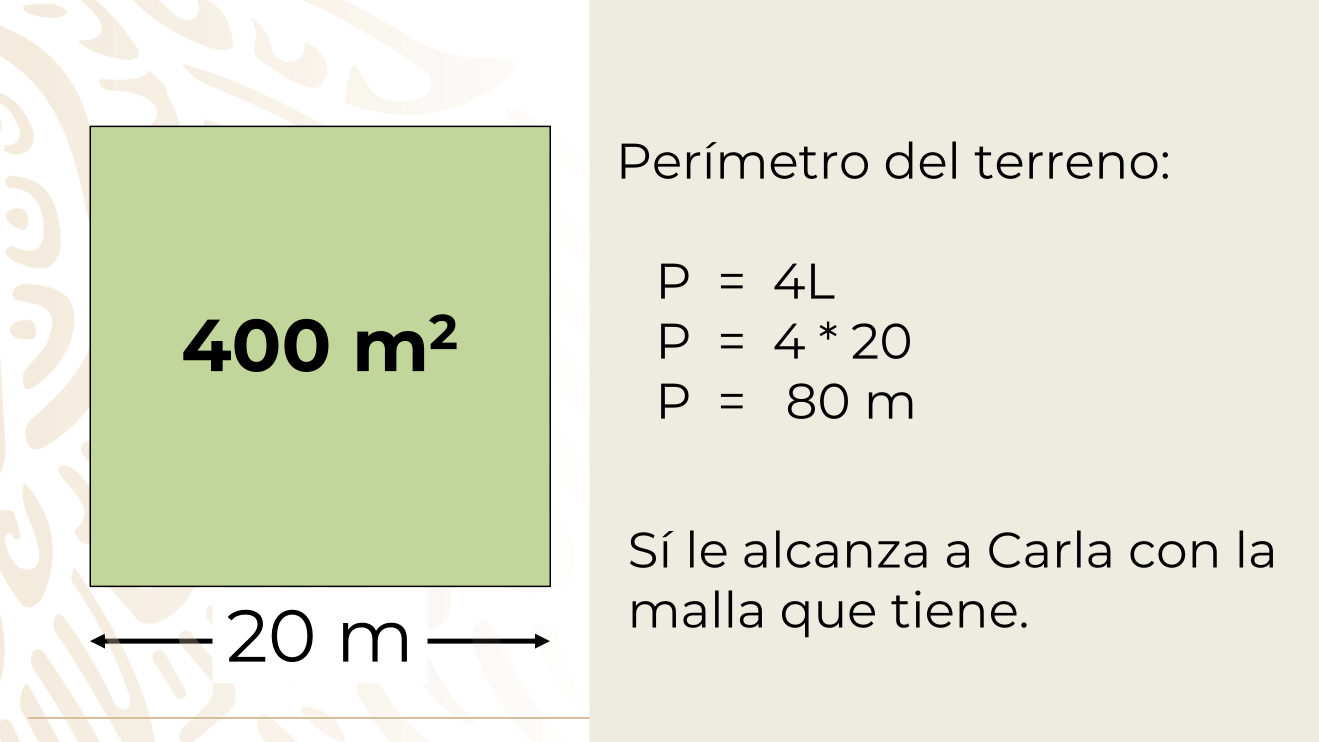 400 m²
20 m
Perímetro del terreno:
P = 4L
P = 4 * 20
P = 80 m
Sí le alcanza a Carla con la
malla que tiene.